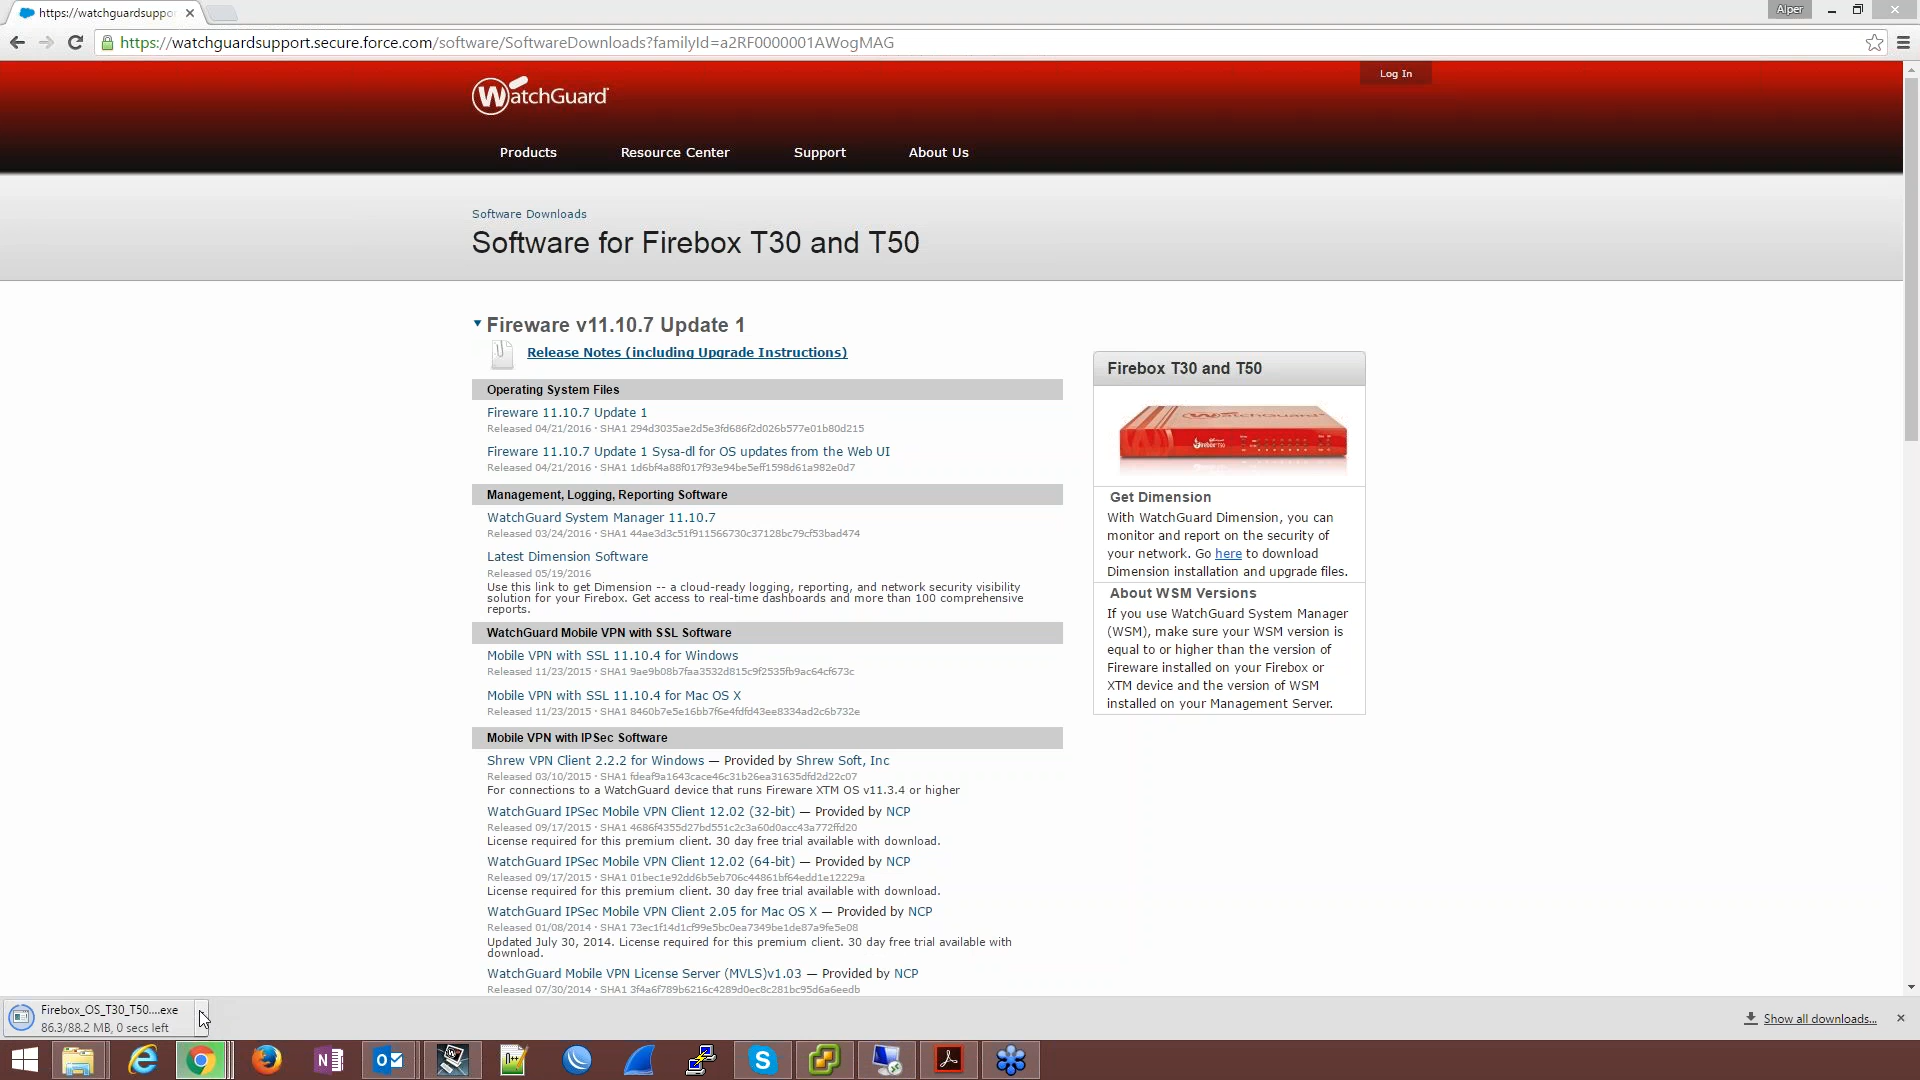 https://watchguardsuppo
Alper
https://watchguardsupport.secure.force.com/software/SoftwareDownloads?familyId=a2RF0000001AWogMAG
Log In
WatchGuard
Products
Resource Center
Support
About Us
Software Downloads
Software for Firebox T30 and T50
Fireware v11.10.7 Update 1
Release Notes (including Upgrade Instructions)
Operating System Files
Fireware 11.10.7 Update 1
Released 04/21/2016 · SHA1 294d3035ae2d5e3fd686f2d026b577e01b80d215
Fireware 11.10.7 Update 1 Sysa-dl for OS updates from the Web UI
Released 04/21/2016 · SHA1 1d6bf4a88f017f93e94be5eff1598d61a982e0d7
Management, Logging, Reporting Software
WatchGuard System Manager 11.10.7
Released 03/24/2016 · SHA1 44ae3d3c51f911566730c37128bc79cf53bad474
Latest Dimension Software
Released 05/19/2016
Use this link to get Dimension -- a cloud-ready logging, reporting, and network security visibility
solution for your Firebox. Get access to real-time dashboards and more than 100 comprehensive
reports.
WatchGuard Mobile VPN with SSL Software
Mobile VPN with SSL 11.10.4 for Windows
Released 11/23/2015 · SHA1 9ae9b08b7faa3532d815c9f2535fb9ac64cf673c
Mobile VPN with SSL 11.10.4 for Mac OS X
Released 11/23/2015 · SHA1 8460b7e5e16bb7f6e4fdfd43ee8334ad2c6b732e
Mobile VPN with IPSec Software
Shrew VPN Client 2.2.2 for Windows — Provided by Shrew Soft, Inc
Released 03/10/2015 · SHA1 fdeaf9a1643cace46c31b26ea31635dfd2d22c07
For connections to a WatchGuard device that runs Fireware XTM OS v11.3.4 or higher
WatchGuard IPSec Mobile VPN Client 12.02 (32-bit) — Provided by NCP
Released 09/17/2015 · SHA1 4686f4355d27bd551c2c3a60d0acc43a772ffd20
License required for this premium client. 30 day free trial available with download.
WatchGuard IPSec Mobile VPN Client 12.02 (64-bit) — Provided by NCP
Released 09/17/2015 · SHA1 01bec1e92dd6b5eb706c44861bf64edd1e12229a
License required for this premium client. 30 day free trial available with download.
WatchGuard IPSec Mobile VPN Client 2.05 for Mac OS X — Provided by NCP
Released 01/08/2014 · SHA1 73ec1f14d1cf99e5bc0ea7349be1de87a9fe5e08
Updated July 30, 2014. License required for this premium client. 30 day free trial available with
download.
WatchGuard Mobile VPN License Server (MVLS)v1.03 — Provided by NCP
Released 07/30/2014 · SHA1 3f4a6f789b6216c4289d0ec8c281bc95d6a6eedb
Firebox T30 and T50
WatchGuard
Firebox T50
Get Dimension
With WatchGuard Dimension, you can
monitor and report on the security of
your network. Go here to download
Dimension installation and upgrade files.
About WSM Versions
If you use WatchGuard System Manager
(WSM), make sure your WSM version is
equal to or higher than the version of
Fireware installed on your Firebox or
XTM device and the version of WSM
installed on your Management Server.
Firebox_OS_T30_T50....exe
86.3/88.2 MB, 0 secs left
Show all downloads...